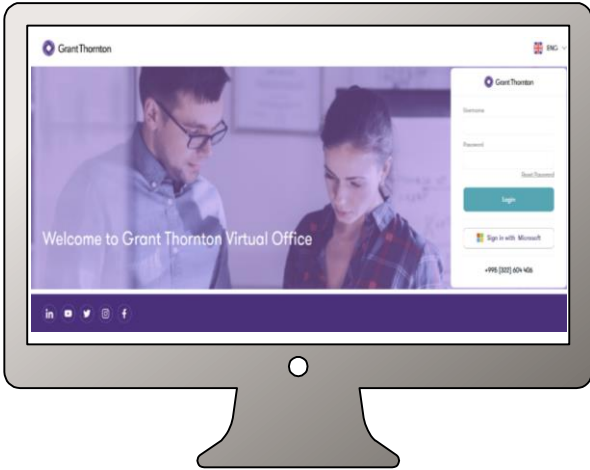 Grant Thornton
ENG
Grant Thornton
Username
Password
Reset Password
Login
Sign in with Microsoft
+995 (322) 604 406
Welcome to Grant Thornton Virtual Office
in
f